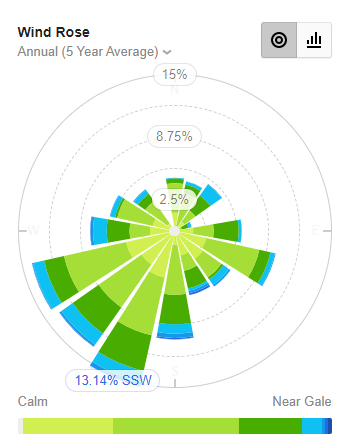 Wind Rose
Annual (5 Year Average)
15%
N
8.75%
2.5%
W
E
13.14% SSW
S
Calm
Near Gale